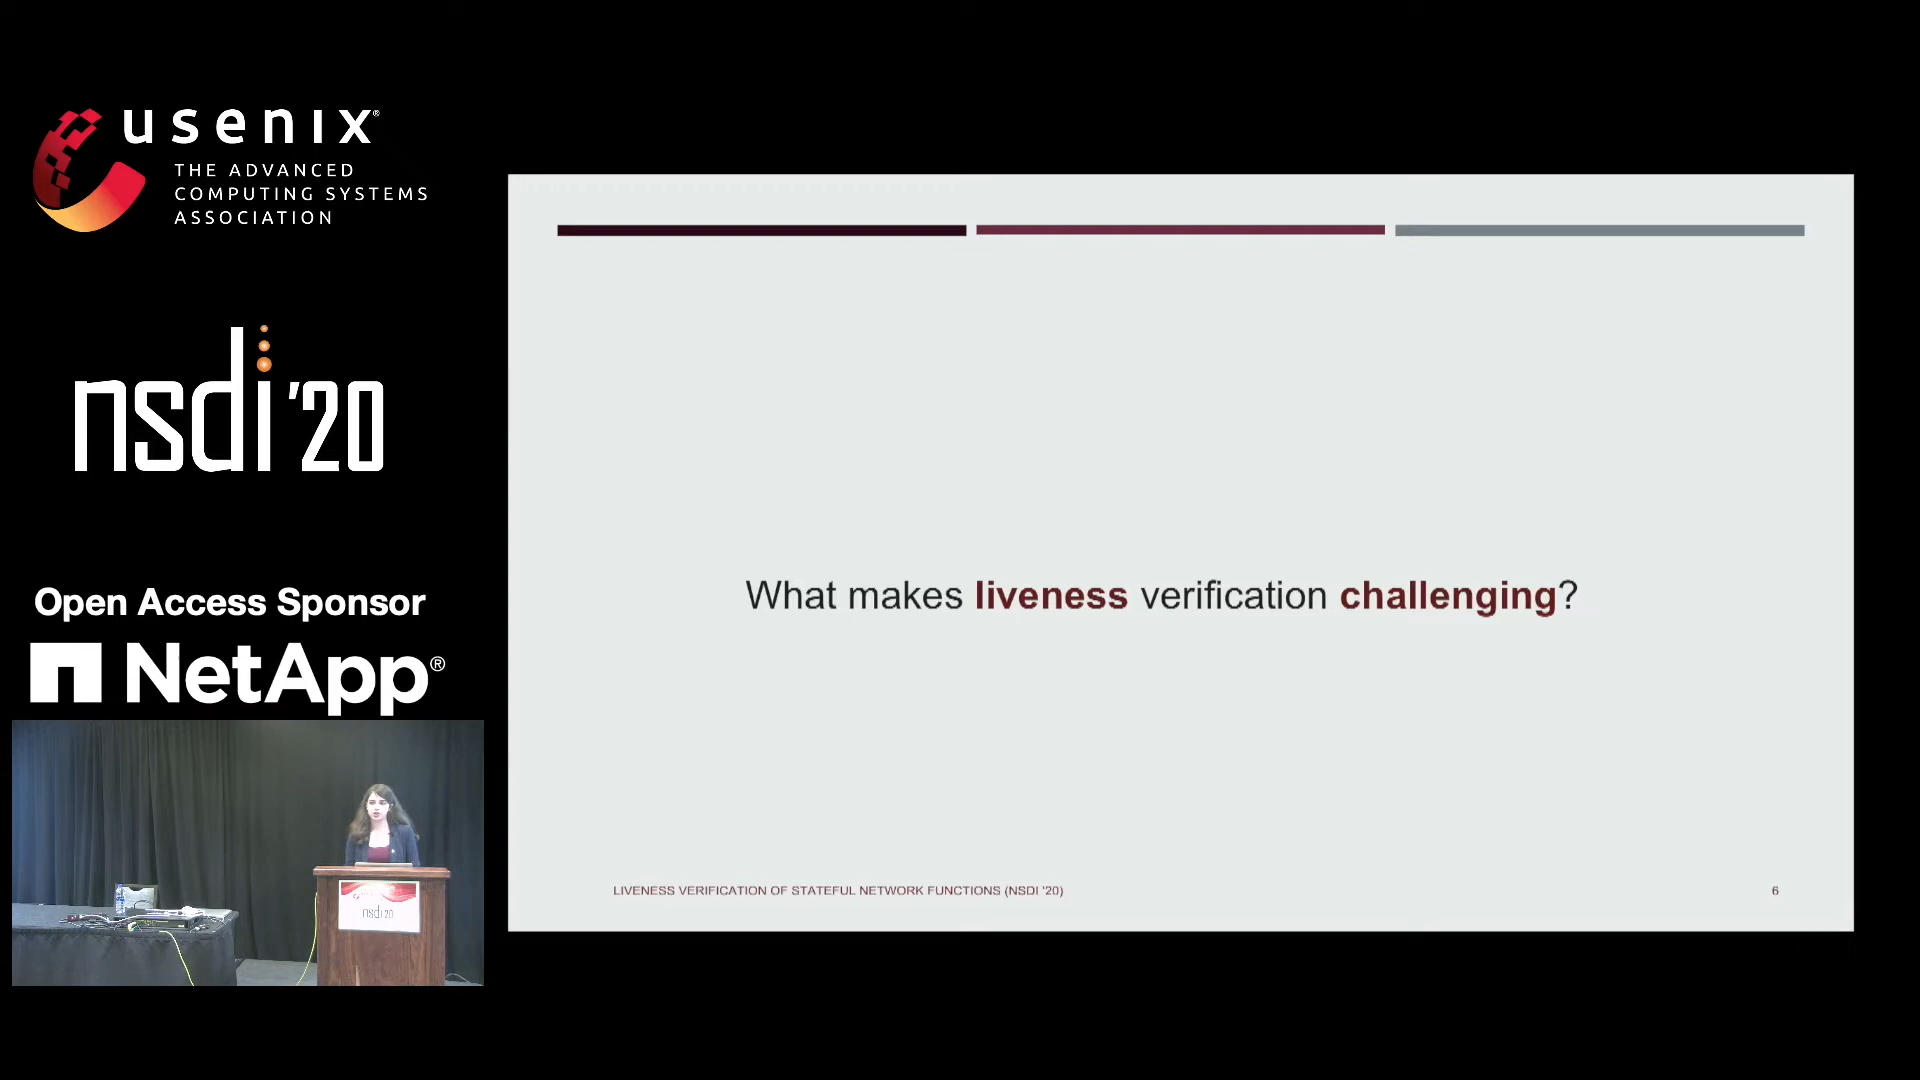 usenix®
THE ADVANCED
COMPUTING SYSTEMS
ASSOCIATION
nsdi '20
Open Access Sponsor
NetApp®
nsdi 20
What makes liveness verification challenging?
LIVENESS VERIFICATION OF STATEFUL NETWORK FUNCTIONS (NSDI '20)
6